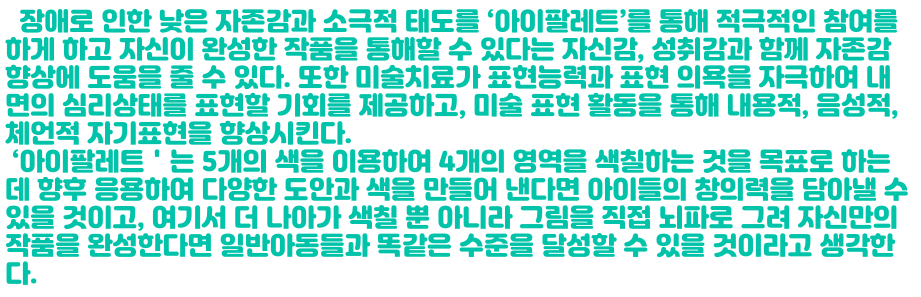 장애로 인한 낮은 자존감과 소극적 태도를 ‘아이팔레트’를 통해 적극적인 참여를
하게 하고 자신이 완성한 작품을 통해할 수 있다는 자신감, 성취감과 함께 자존감
향상에 도움을 줄 수 있다. 또한 미술치료가 표현능력과 표현 의욕을 자극하여 내
면의 심리상태를 표현할 기회를 제공하고, 미술 표현 활동을 통해 내용적, 음성적,
체언적 자기표현을 향상시킨다.
‘아이팔레트 ' 는 5개의 색을 이용하여 4개의 영역을 색칠하는 것을 목표로 하는
데 향후 응용하여 다양한 도안과 색을 만들어 낸다면 아이들의 창의력을 담아낼 수
있을 것이고, 여기서 더 나아가 색칠 뿐 아니라 그림을 직접 뇌파로 그려 자신만의
작품을 완성한다면 일반아동들과 똑같은 수준을 달성할 수 있을 것이라고 생각한
다.